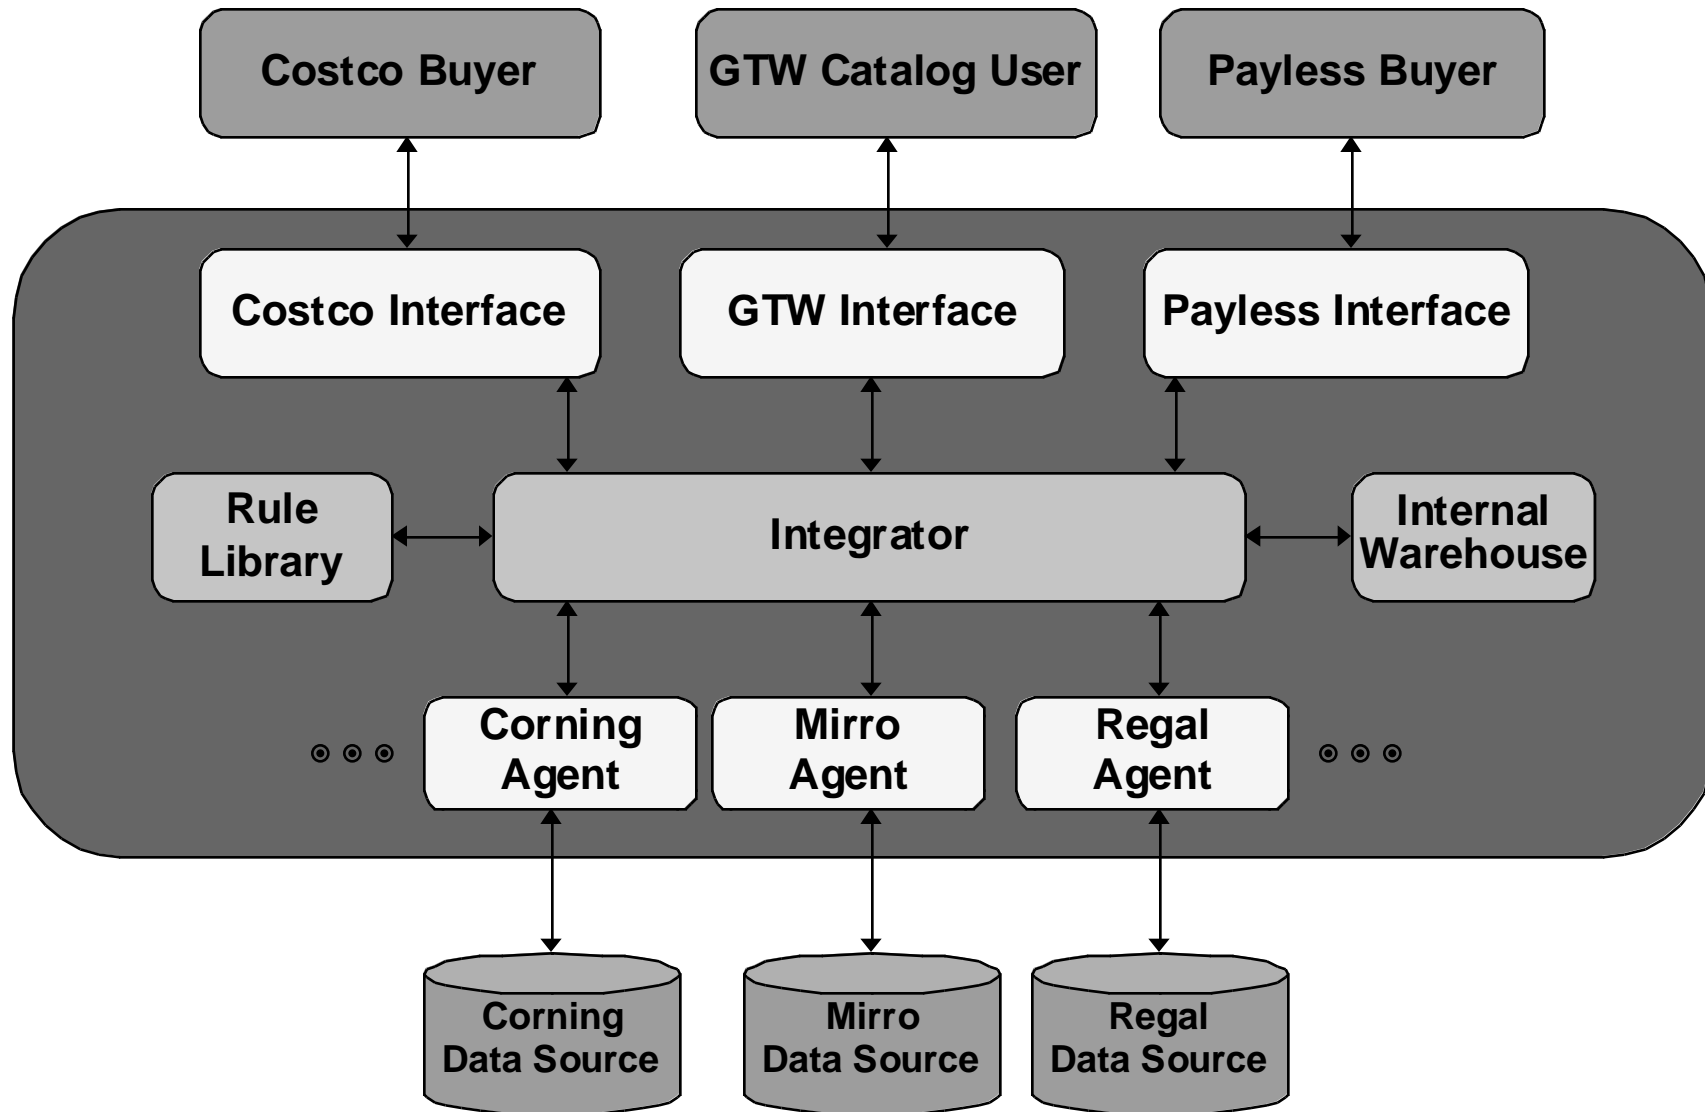 Costco Buyer
GTW Catalog User
Payless Buyer
Costco Interface
GTW Interface
Payless Interface
Rule
Library
Integrator
Internal
Warehouse
Corning
Agent
Mirro
Agent
Regal
Agent
Corning
Data Source
Mirro
Data Source
Regal
Data Source